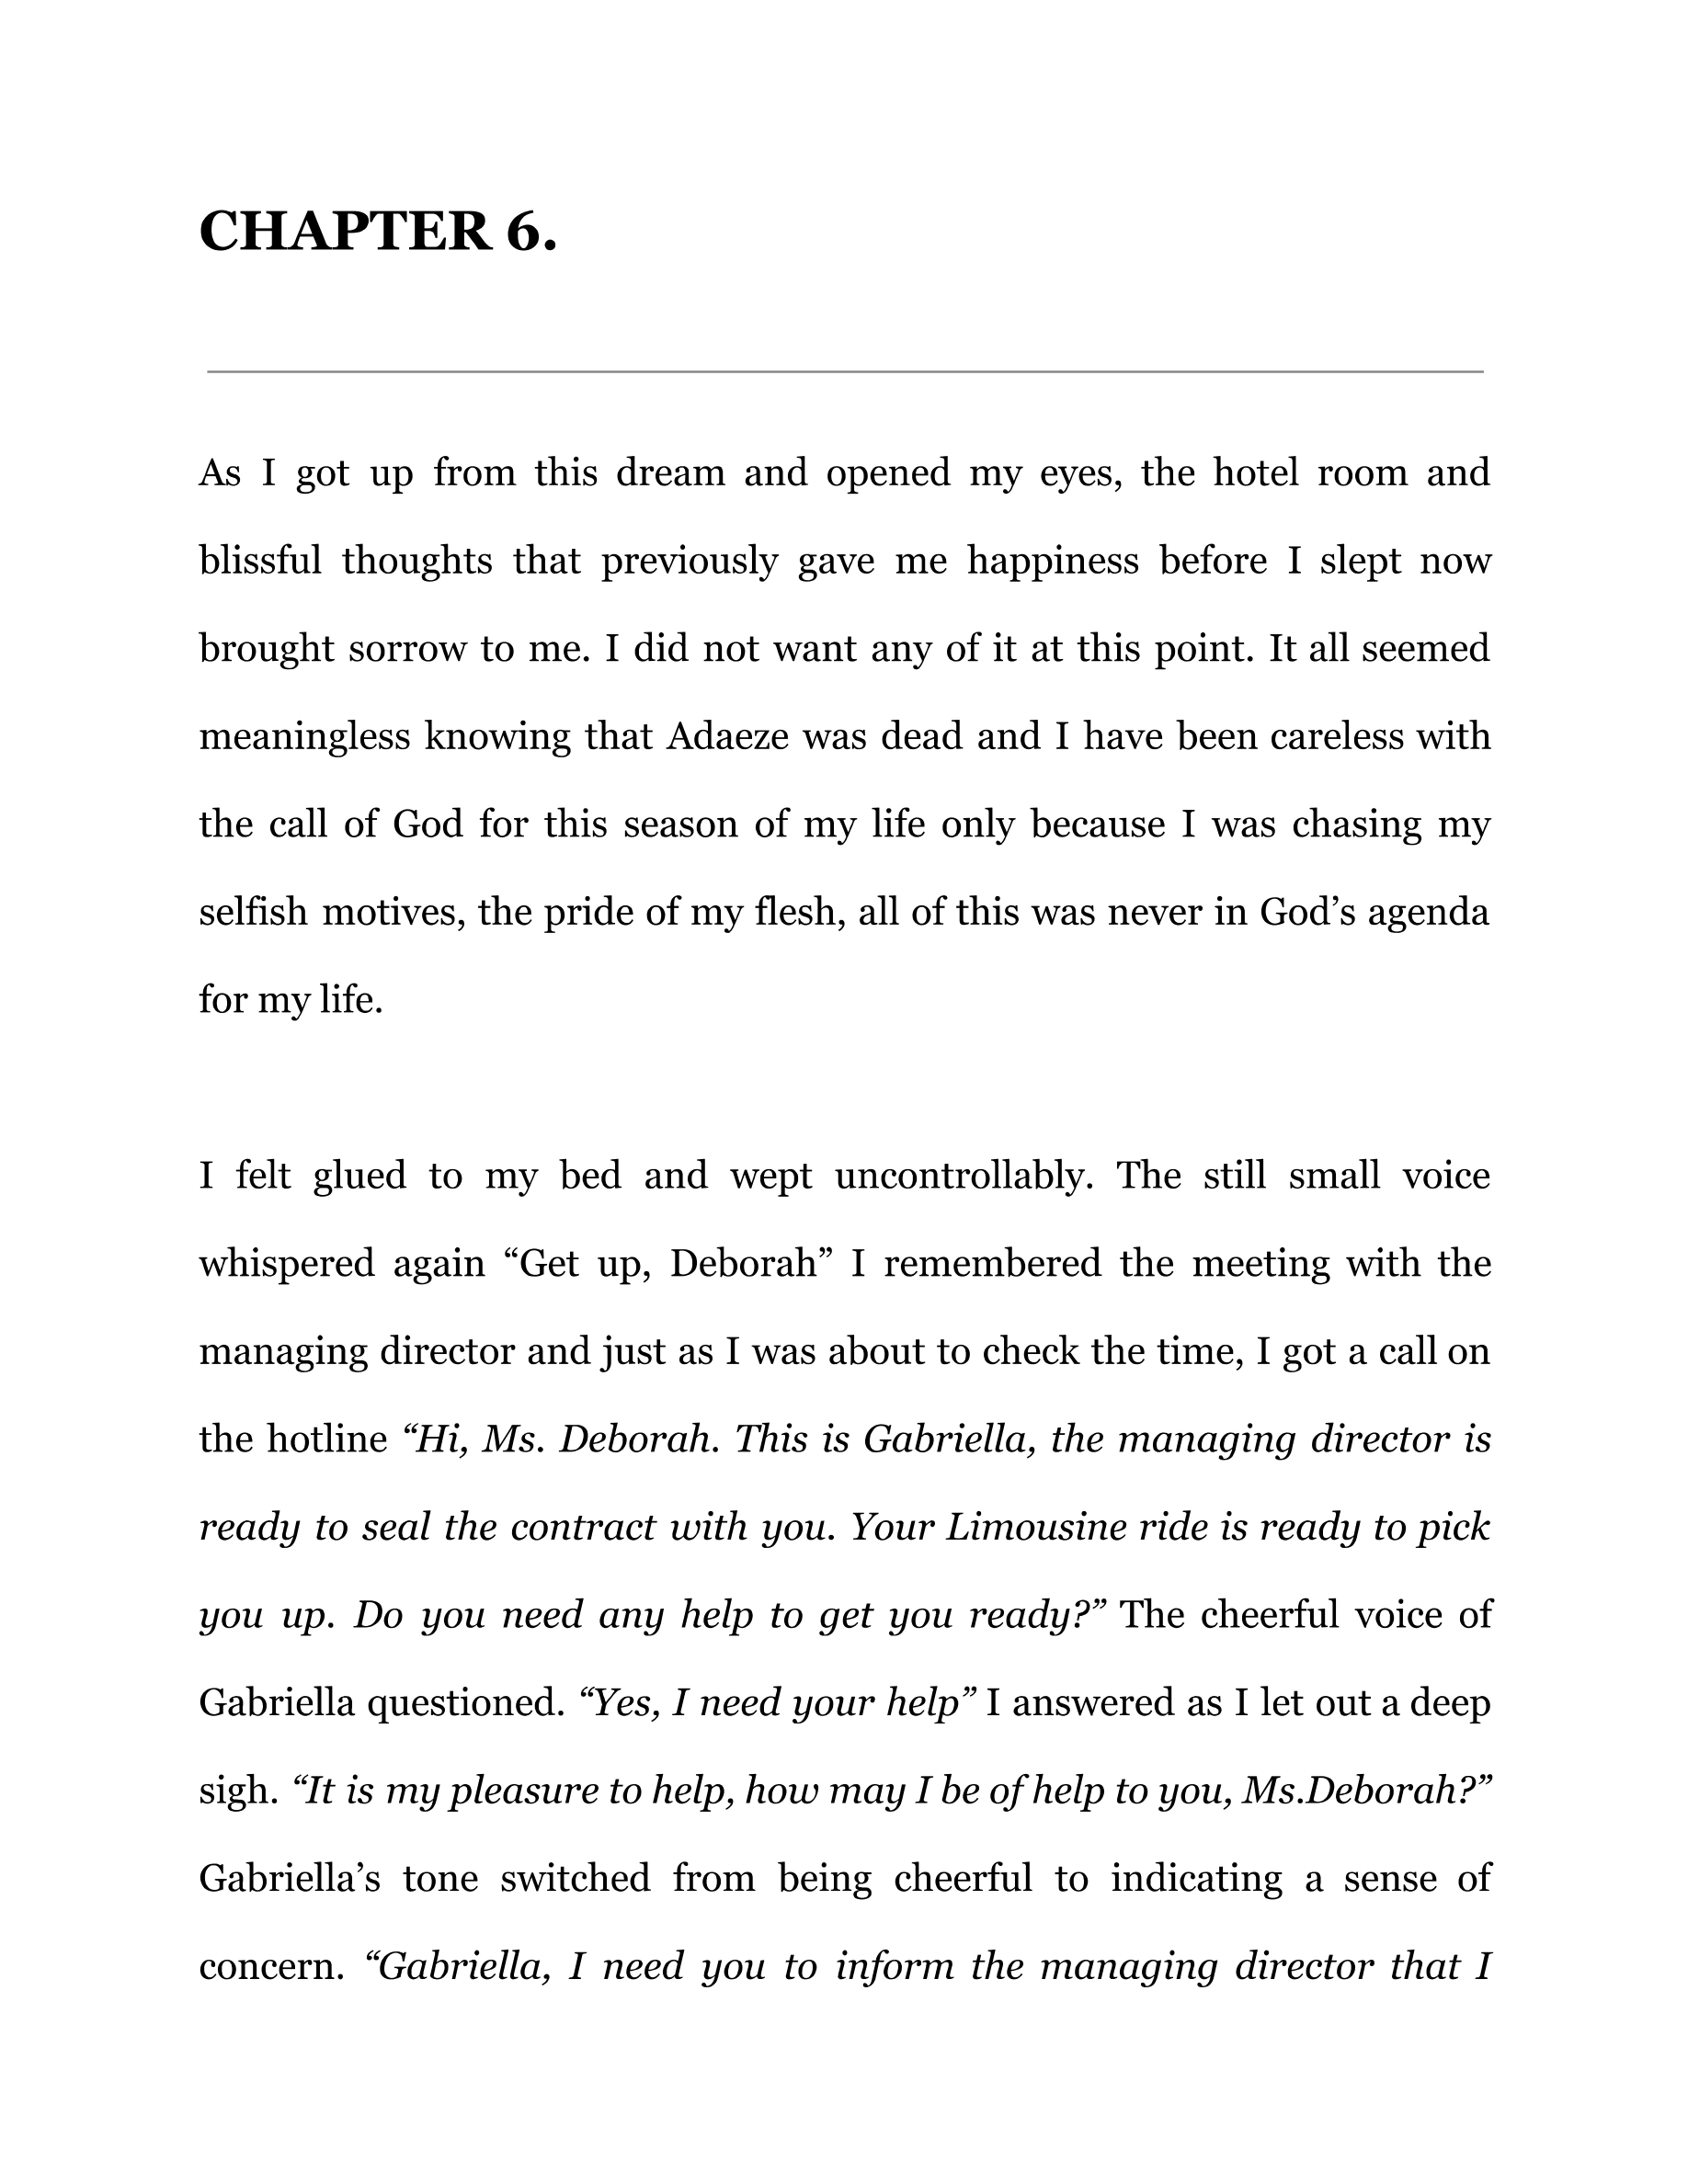 CHAPTER 6.
As I got up from this dream and opened my eyes, the hotel room and
blissful thoughts that previously gave me happiness before I slept now
brought sorrow to me. I did not want any of it at this point. It all seemed
meaningless knowing that Adaeze was dead and I have been careless with
the call of God for this season of my life only because I was chasing my
selfish motives, the pride of my flesh, all of this was never in God’s agenda
for my life.
I felt glued to my bed and wept uncontrollably. The still small voice
whispered again “Get up, Deborah” I remembered the meeting with the
managing director and just as I was about to check the time, I got a call on
the hotline “Hi, Ms. Deborah. This is Gabriella, the managing director is
ready to seal the contract with you. Your Limousine ride is ready to pick
you up. Do you need any help to get you ready?” The cheerful voice of
Gabriella questioned. “Yes, I need your help” I answered as I let out a deep
sigh. “It is my pleasure to help, how may I be of help to you, Ms.Deborah?”
Gabriella’s tone switched from being cheerful to indicating a sense of
concern. “Gabriella, I need you to inform the managing director that I